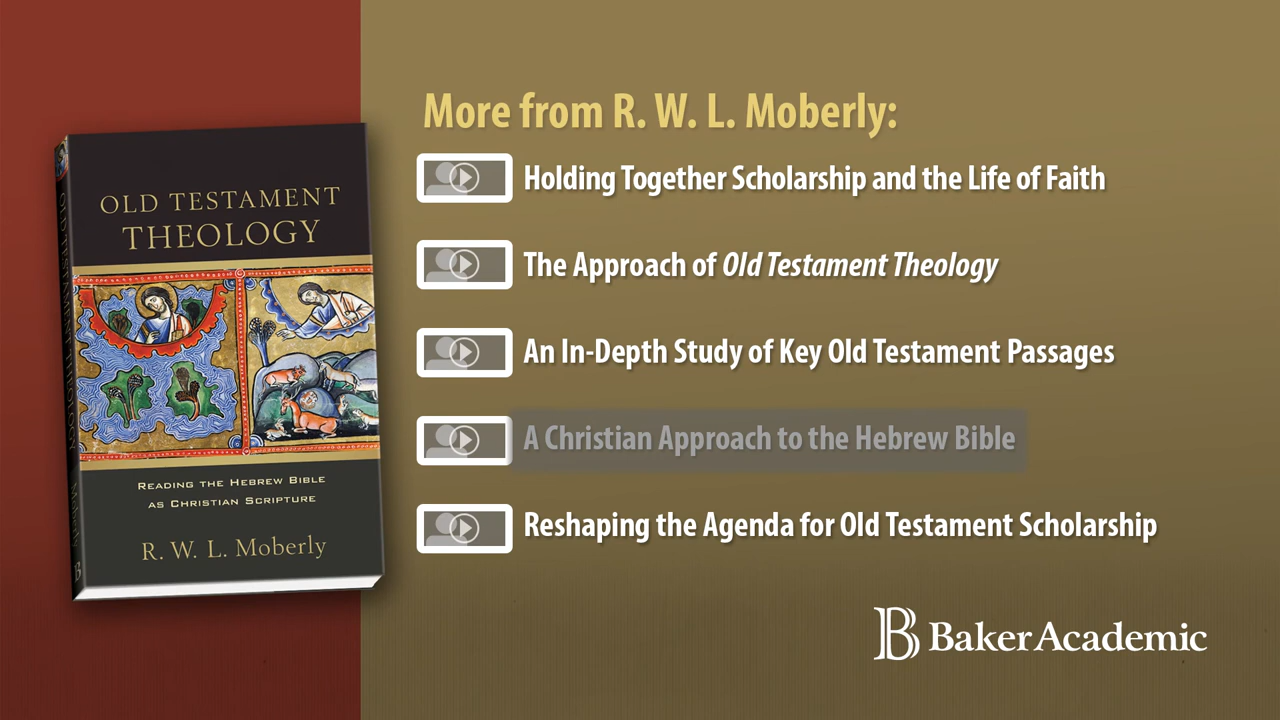 More from R. W. L. Moberly:
Holding Together Scholarship and the Life of Faith
The Approach of Old Testament Theology
An In-Depth Study of Key Old Testament Passages
A Christian Approach to the Hebrew Bible
Reshaping the Agenda for Old Testament Scholarship
OLD TESTAMENT
THEOLOGY
READING THE HEBREW BIBLE
AS CHRISTIAN SCRIPTURE
R. W. L. Moberly
B BakerAcademic